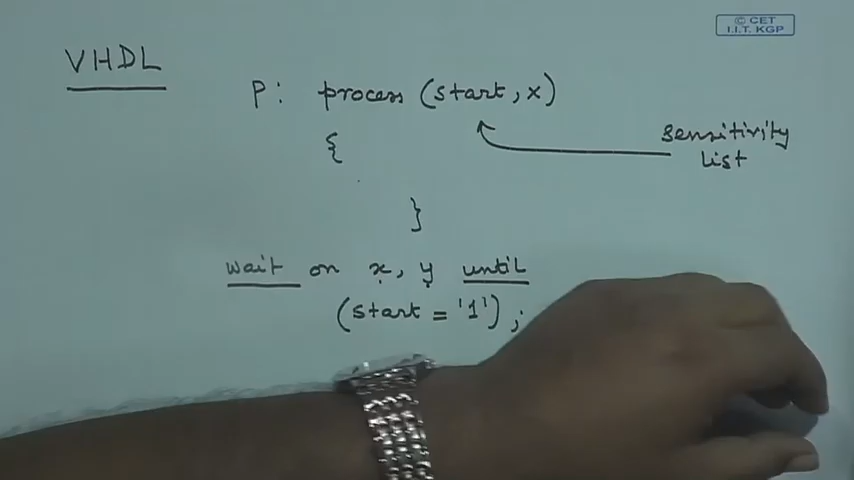 © CET
I.I.T. KGP
VHDL
P: process (start, x)
{
sensitivity
list
}
wait on x, y until
(start = '1');